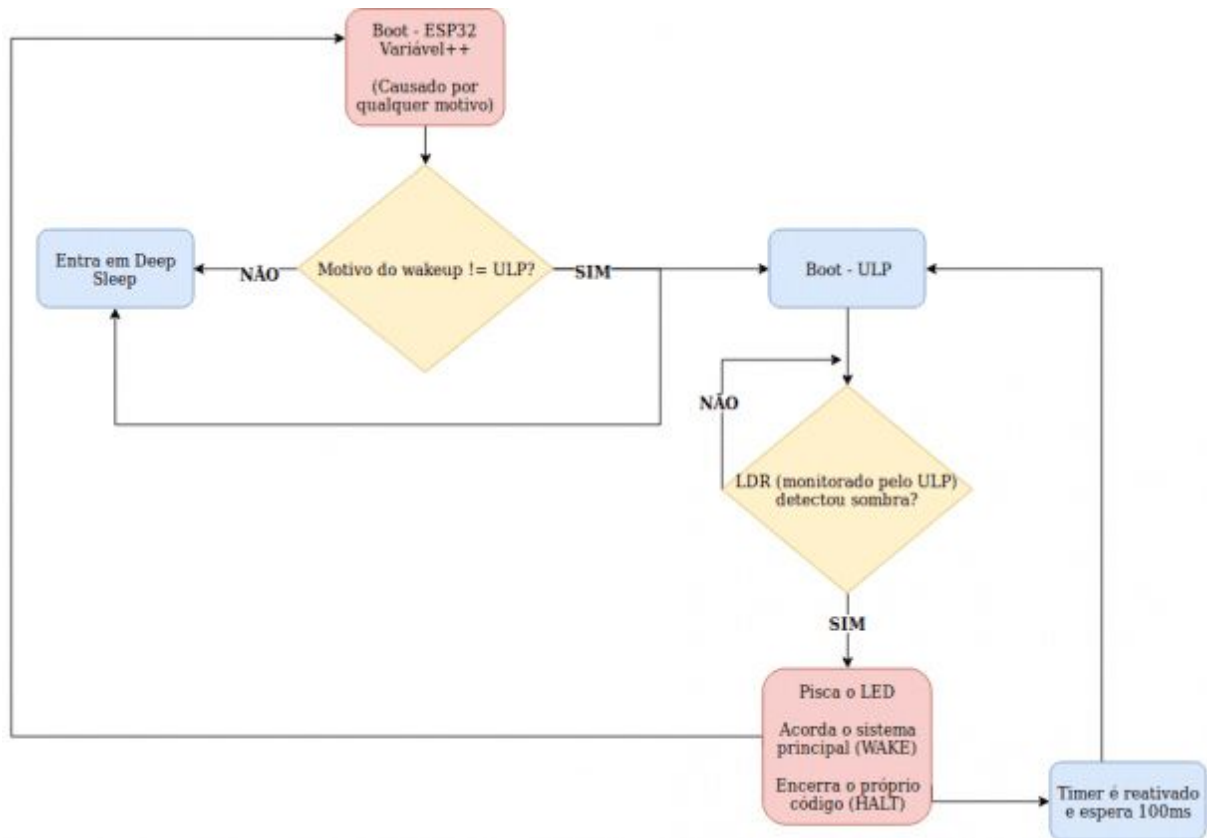 Boot - ESP32
Variável++
(Causado por
qualquer motivo)
Entra em Deep
Sleep
NÃO
Motivo do wakeup != ULP?
SIM
Boot - ULP
NÃO
LDR (monitorado pelo ULP)
detectou sombra?
SIM
Pisca o LED
Acorda o sistema
principal (WAKE)
Encerra o próprio
código (HALT)
Timer é reativado
e espera 100ms